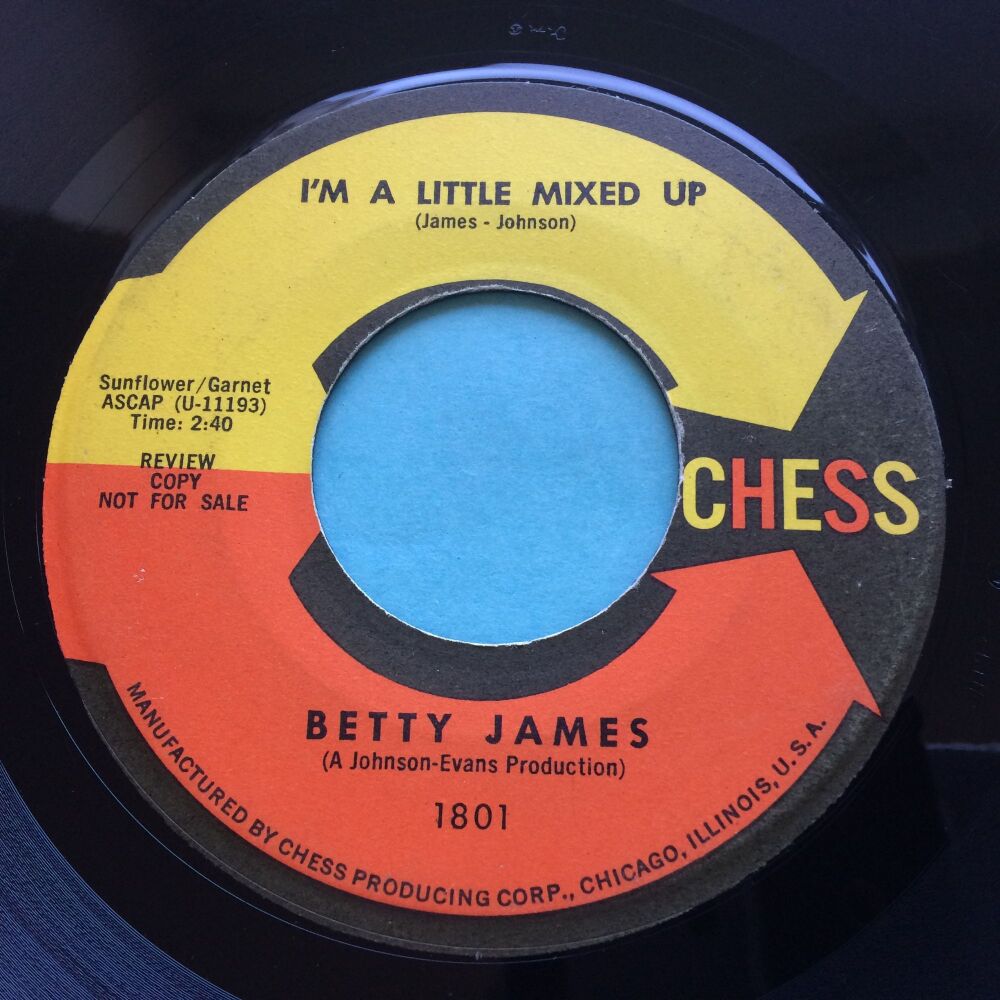 I'M A LITTLE MIXED UP
(James - Johnson)
Sunflower/Garnet
ASCAP (U-11193)
Time: 2:40
REVIEW
COPY
NOT FOR SALE
CHESS
BETTY JAMES
(A Johnson-Evans Production)
1801
MANUFACTURED BY CHESS PRODUCING CORP., CHICAGO, ILLINOIS, U.S.A.